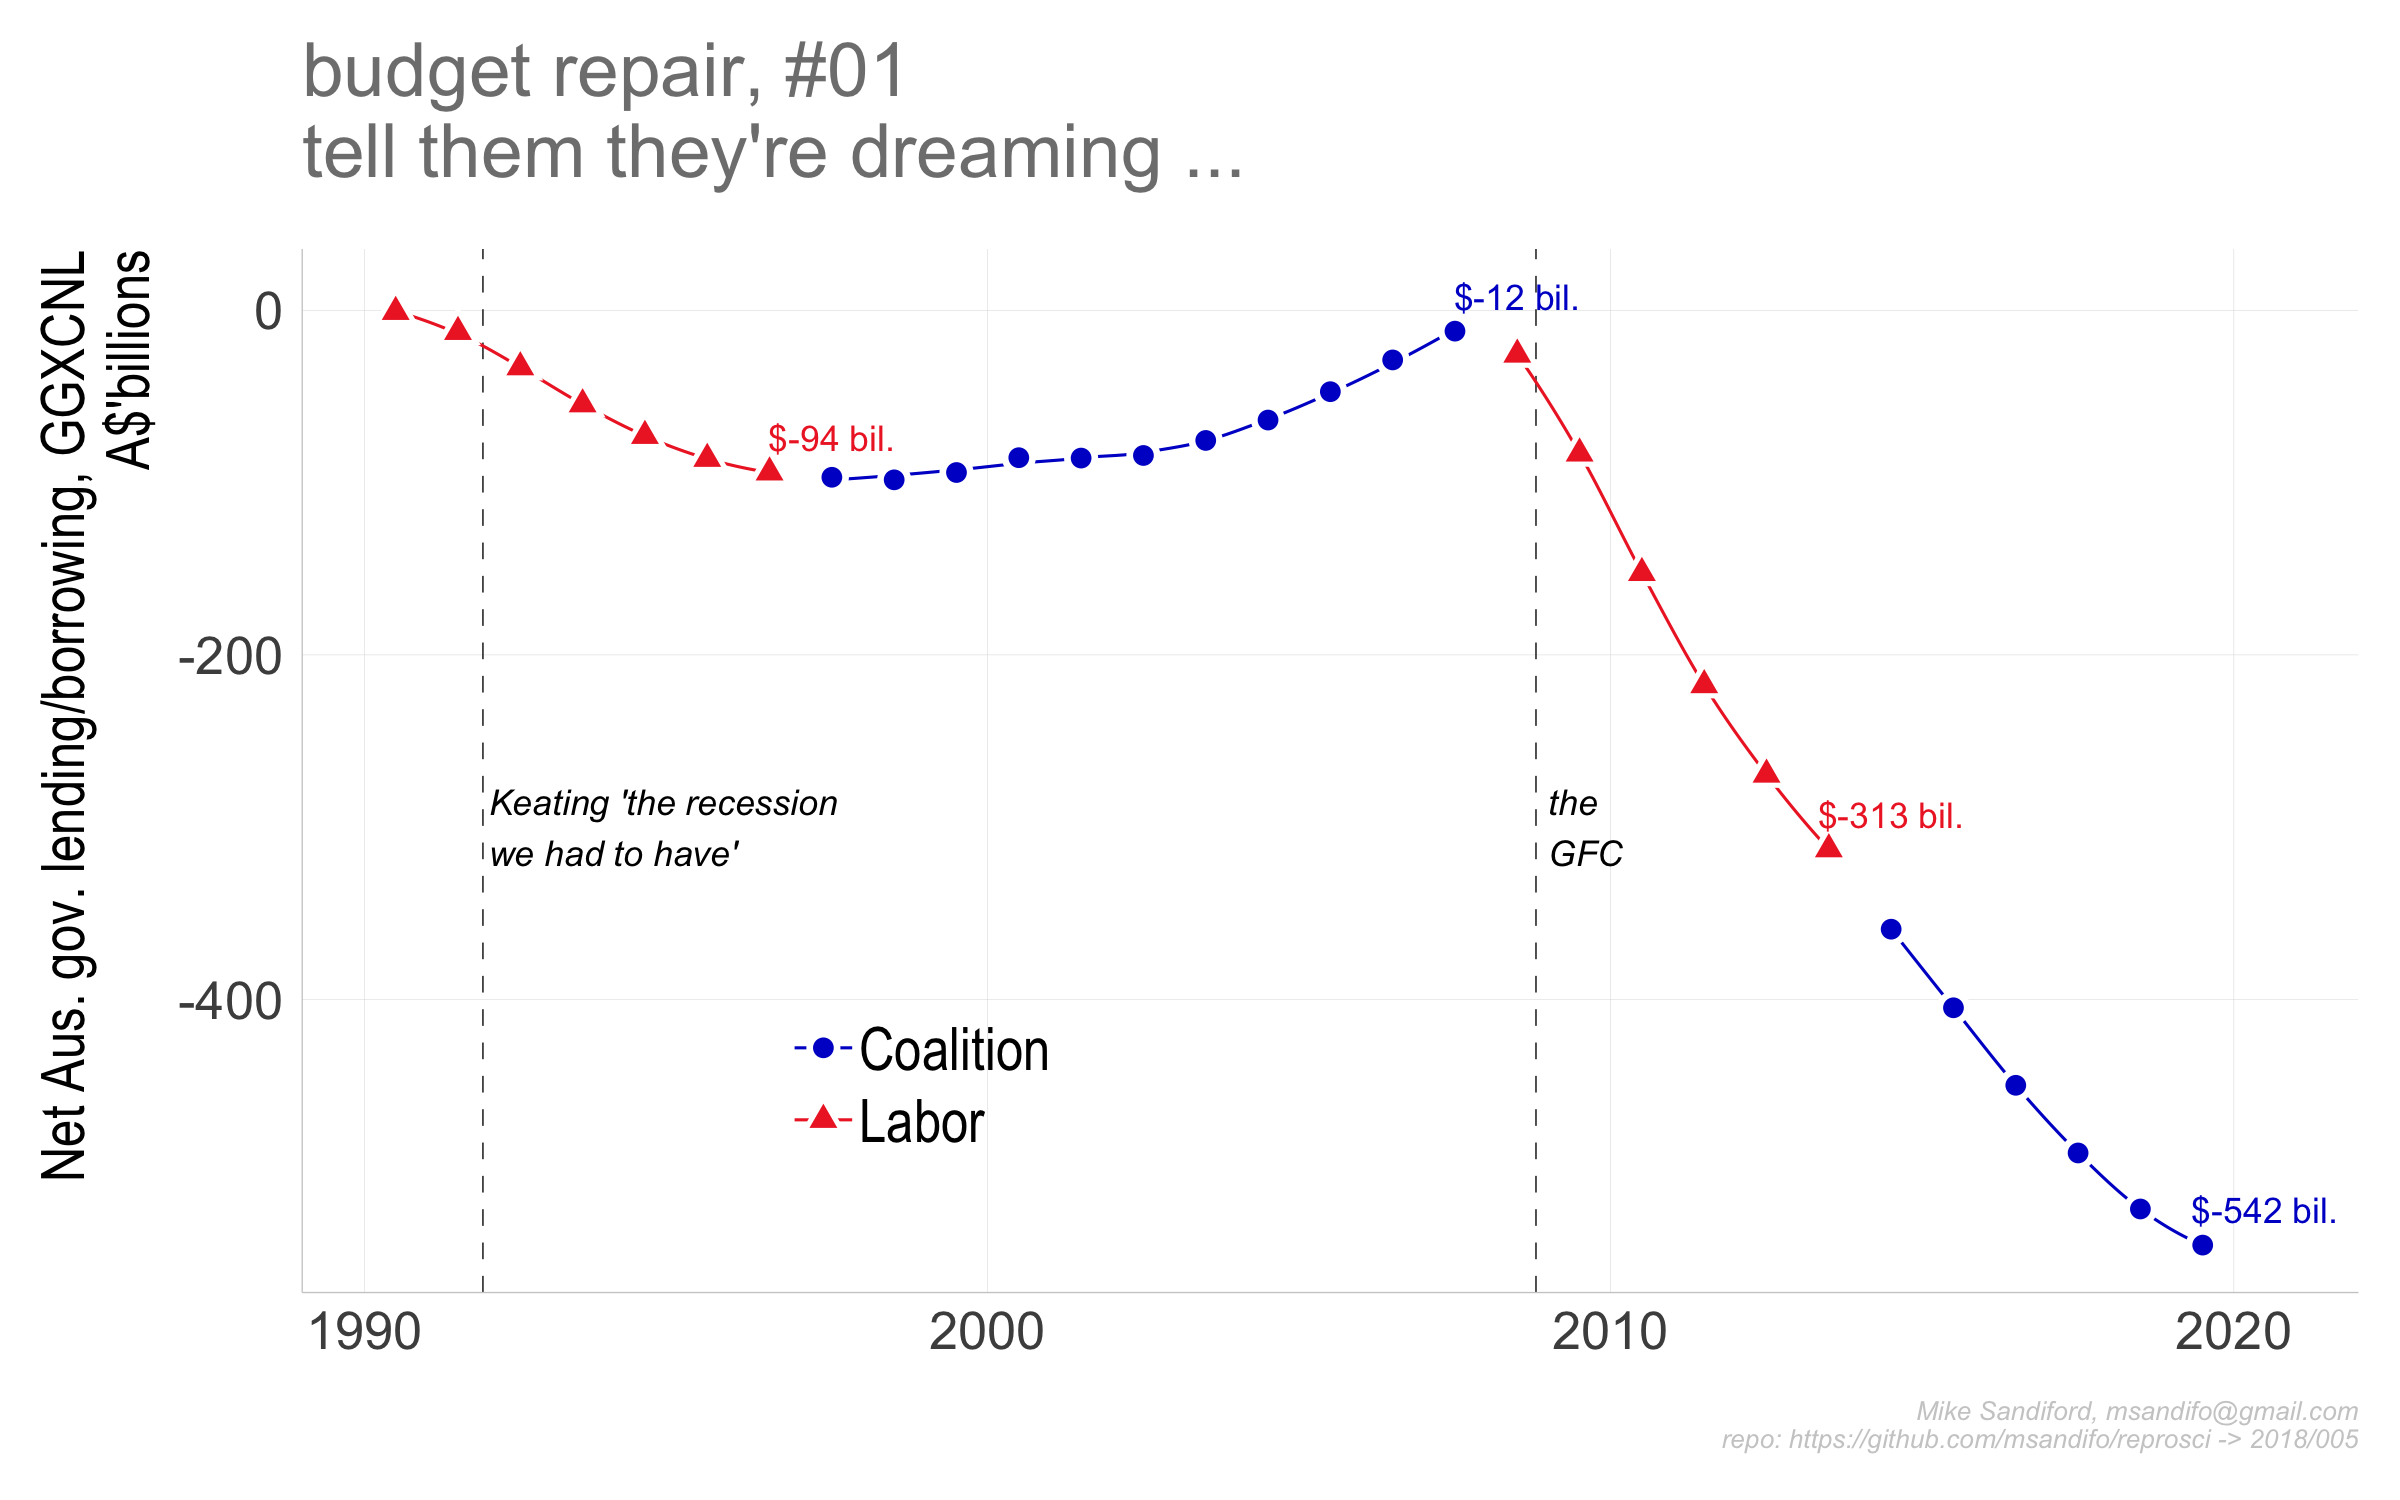 budget repair, #01
tell them they're dreaming ...
Net Aus. gov. lending/borrowing, GGXCNL
A$'billions
0
-200
-400
$-12 bil.
$-94 bil.
Keating 'the recession
we had to have'
the
GFC
$-313 bil.
Coalition
Labor
$-542 bil.
1990
2000
2010
2020
Mike Sandiford, msandifo@gmail.com
repo: https://github.com/msandifo/reprosci -> 2018/005